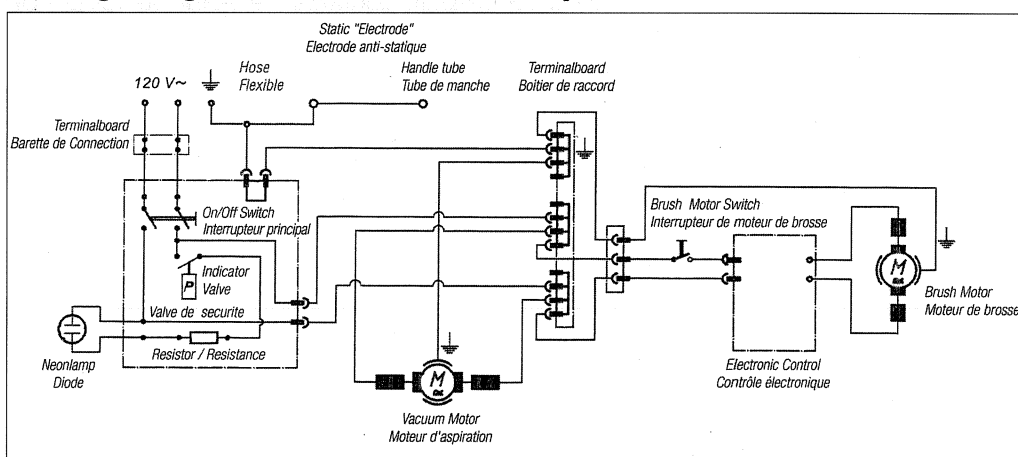 Static "Electrode"
Electrode anti-statique
Hose
Flexible
Handle tube
Tube de manche
Terminalboard
Boitier de raccord
120 V~
Terminalboard
Barette de Connection
On/Off Switch
Interrupteur principal
Brush Motor Switch
Interrupteur de moteur de brosse
Indicator
Valve
P
Valve de securite
M
Brush Motor
Moteur de brosse
Resistor / Resistance
Neonlamp
Diode
Electronic Control
Contrôle électronique
M
Vacuum Motor
Moteur d'aspiration